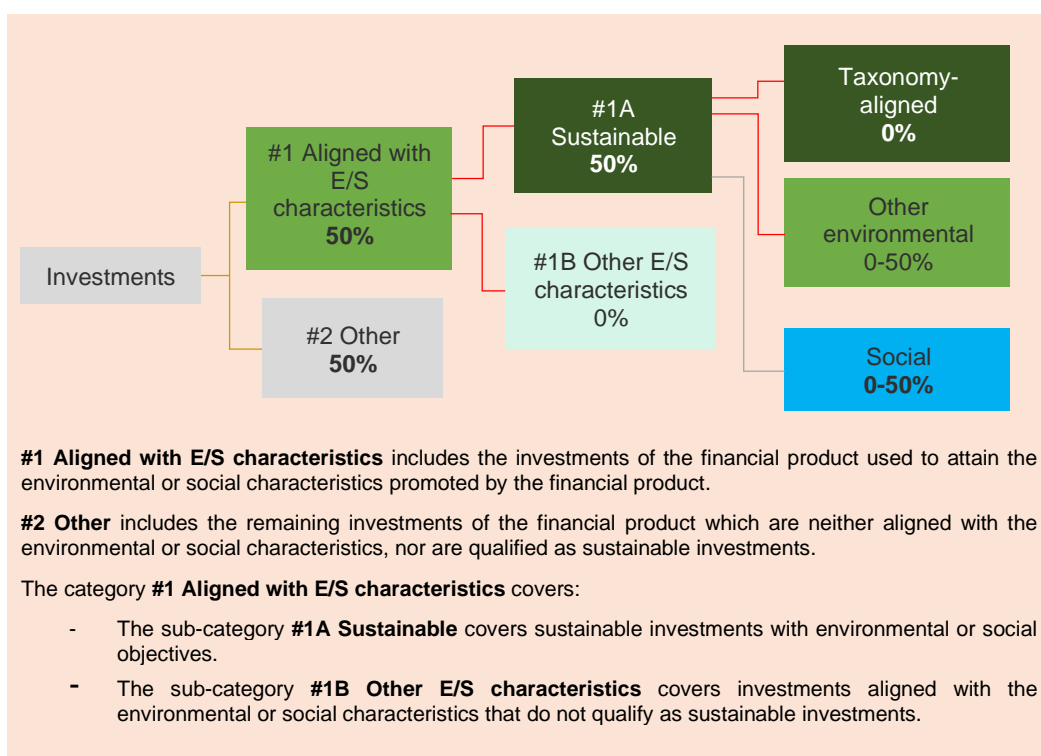 Investments
#1 Aligned with
E/S
characteristics
50%
#2 Other
50%
#1A
Sustainable
50%
#1B Other E/S
characteristics
0%
Taxonomy-
aligned
0%
Other
environmental
0-50%
Social
0-50%
#1 Aligned with E/S characteristics includes the investments of the financial product used to attain the
environmental or social characteristics promoted by the financial product.
#2 Other includes the remaining investments of the financial product which are neither aligned with the
environmental or social characteristics, nor are qualified as sustainable investments.
The category #1 Aligned with E/S characteristics covers:
- The sub-category #1A Sustainable covers sustainable investments with environmental or social
objectives.
- The sub-category #1B Other E/S characteristics covers investments aligned with the
environmental or social characteristics that do not qualify as sustainable investments.